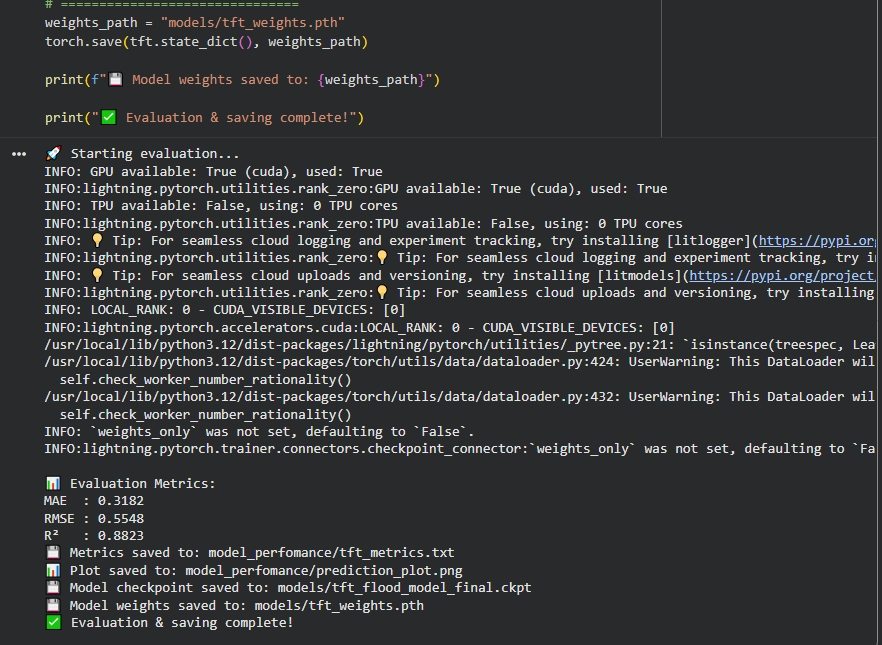 # ===============================
weights_path = "models/tft_weights.pth"
torch.save(tft.state_dict(), weights_path)
print(f"💾 Model weights saved to: {weights_path}")
print("✅ Evaluation & saving complete!")
🚀 Starting evaluation...
INFO: GPU available: True (cuda), used: True
INFO:lightning.pytorch.utilities.rank_zero:GPU available: True (cuda), used: True
INFO: TPU available: False, using: 0 TPU cores
INFO:lightning.pytorch.utilities.rank_zero:TPU available: False, using: 0 TPU cores
INFO: 💡 Tip: For seamless cloud logging and experiment tracking, try installing [litlogger](https://pypi.org
INFO:lightning.pytorch.utilities.rank_zero:💡 Tip: For seamless cloud logging and experiment tracking, try i
INFO: 💡 Tip: For seamless cloud uploads and versioning, try installing [litmodels](https://pypi.org/project
INFO:lightning.pytorch.utilities.rank_zero:💡 Tip: For seamless cloud uploads and versioning, try installing
INFO: LOCAL_RANK: 0 - CUDA_VISIBLE_DEVICES: [0]
INFO:lightning.pytorch.accelerators.cuda:LOCAL_RANK: 0 - CUDA_VISIBLE_DEVICES: [0]
/usr/local/lib/python3.12/dist-packages/lightning/pytorch/utilities/_pytree.py:21: `isinstance(treespec, Lea
/usr/local/lib/python3.12/dist-packages/torch/utils/data/dataloader.py:424: UserWarning: This DataLoader wil
  self.check_worker_number_rationality()
/usr/local/lib/python3.12/dist-packages/torch/utils/data/dataloader.py:432: UserWarning: This DataLoader wil
  self.check_worker_number_rationality()
INFO: `weights_only` was not set, defaulting to `False`.
INFO:lightning.pytorch.trainer.connectors.checkpoint_connector:`weights_only` was not set, defaulting to `Fa
📊 Evaluation Metrics:
MAE  : 0.3182
RMSE : 0.5548
R²   : 0.8823
💾 Metrics saved to: model_perfomance/tft_metrics.txt
📊 Plot saved to: model_perfomance/prediction_plot.png
💾 Model checkpoint saved to: models/tft_flood_model_final.ckpt
💾 Model weights saved to: models/tft_weights.pth
✅ Evaluation & saving complete!